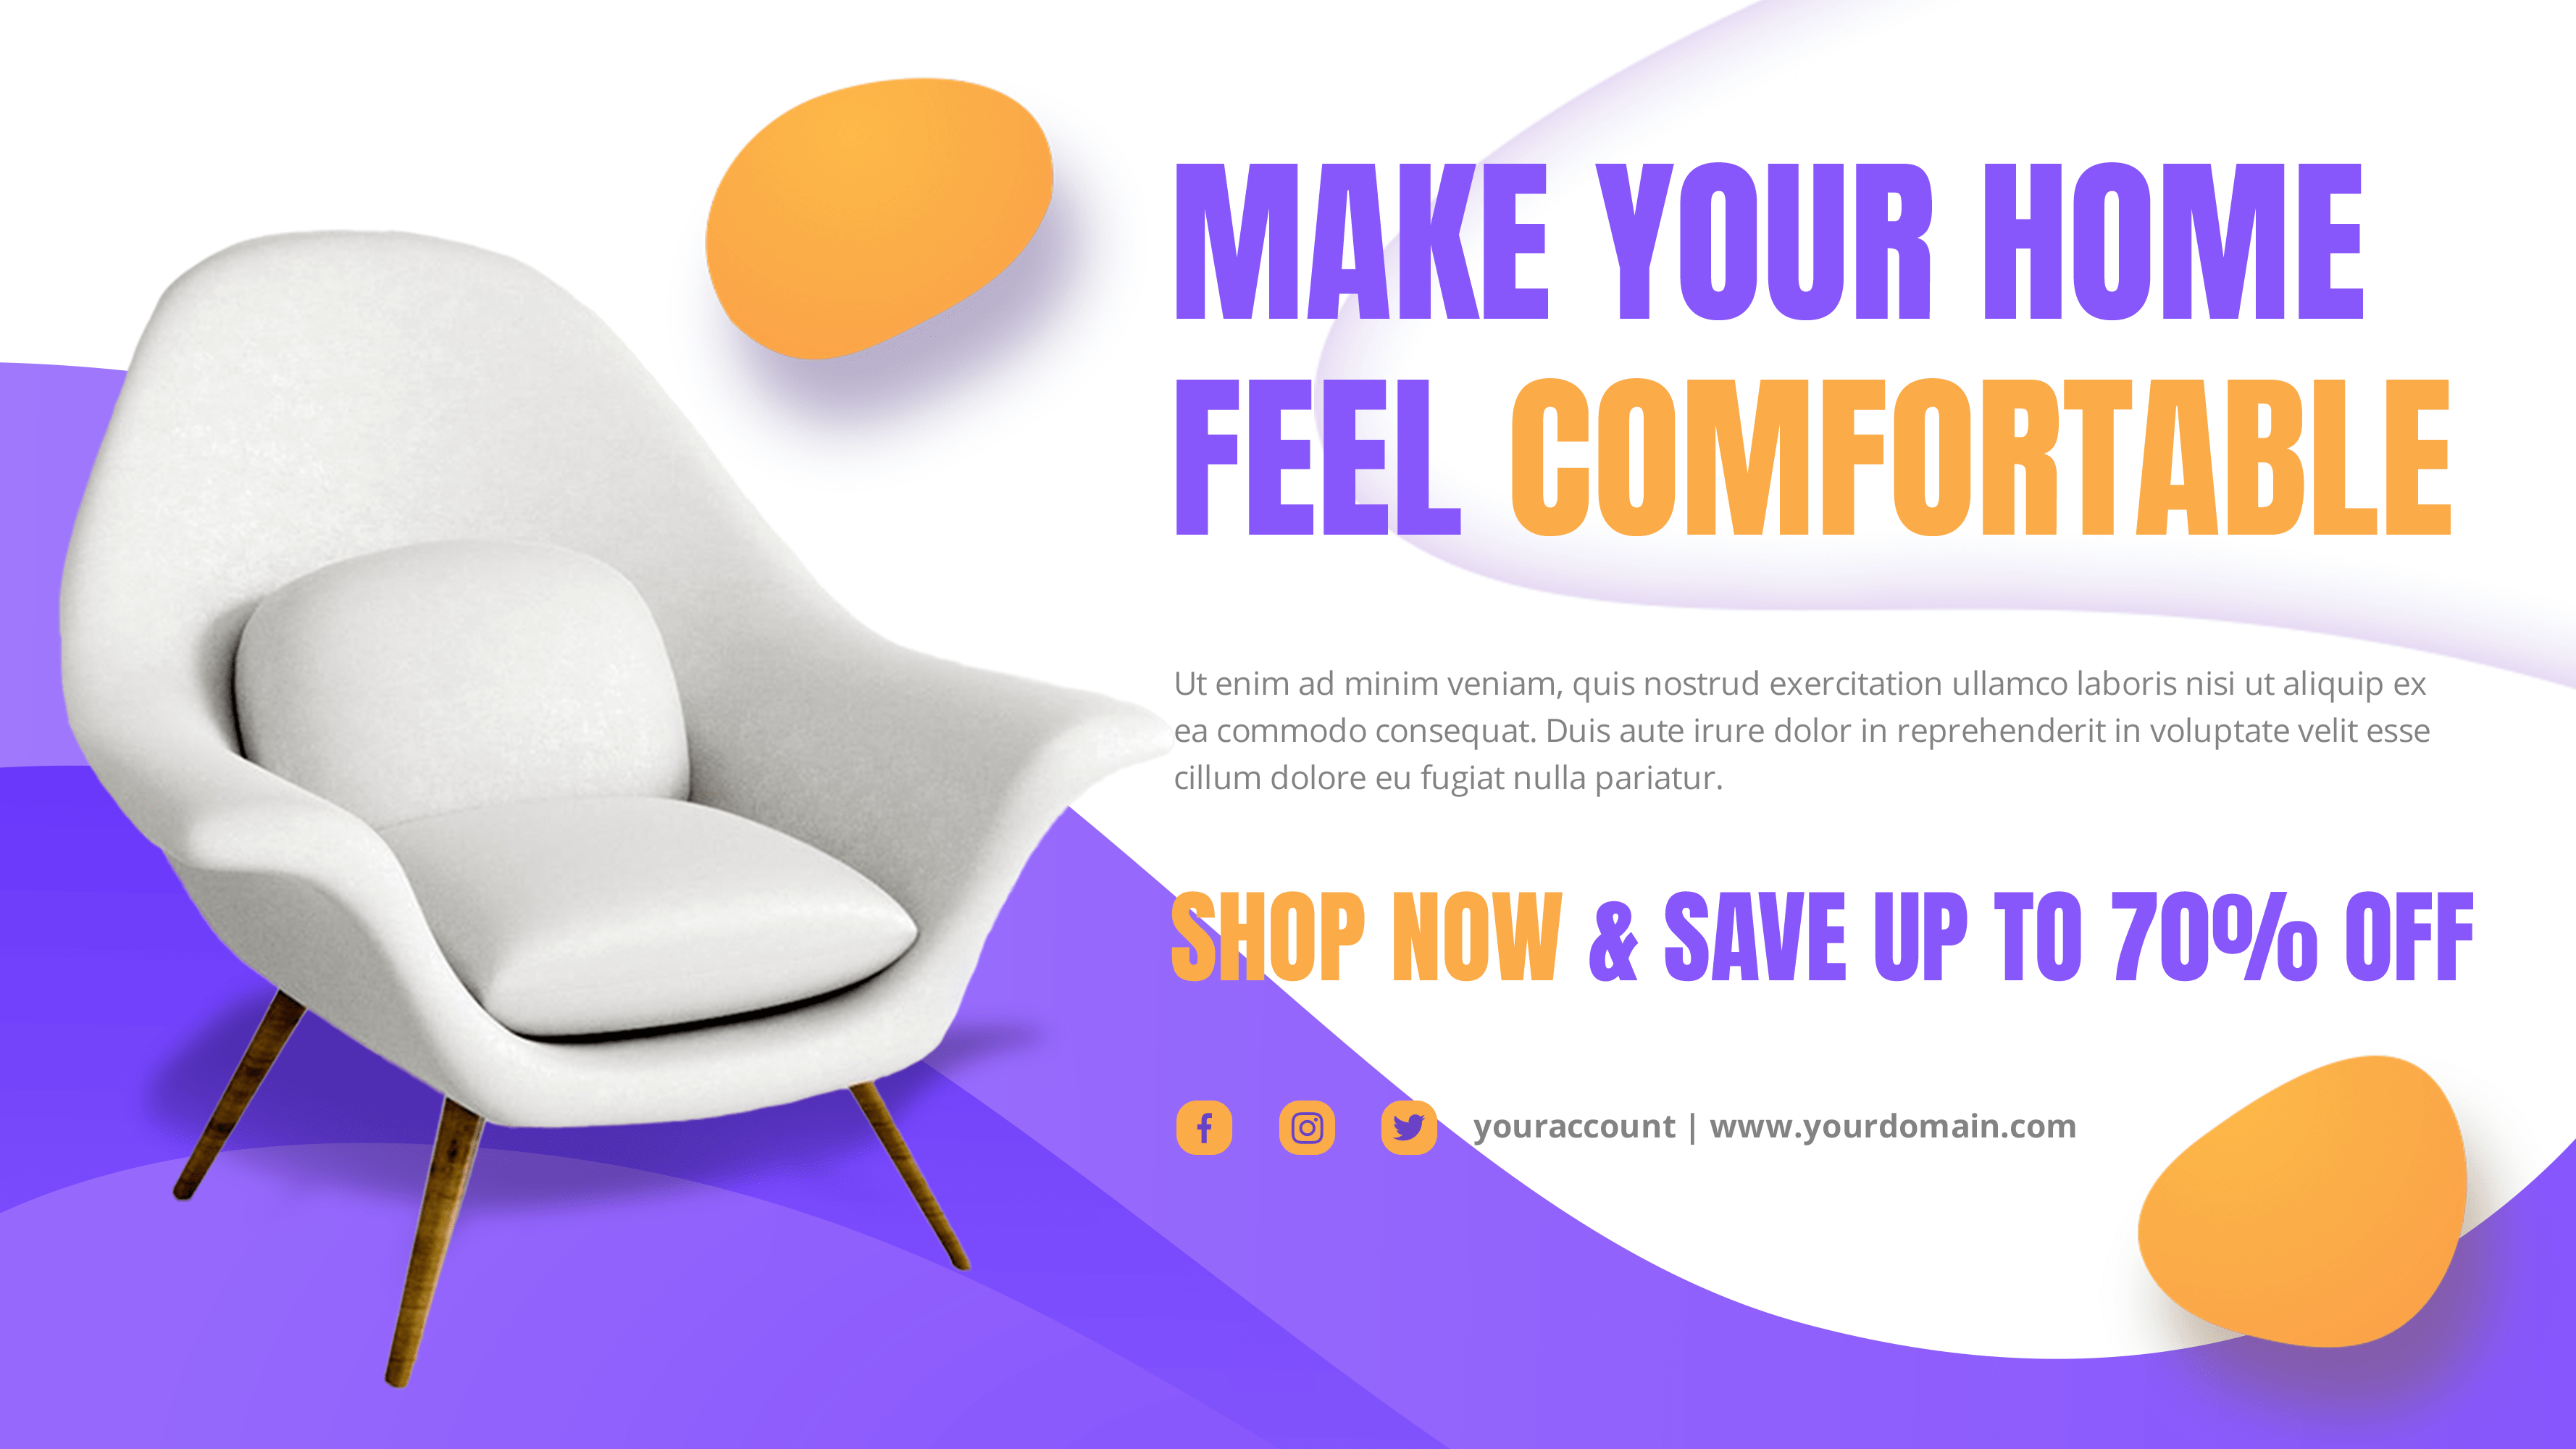 MAKE YOUR HOME
FEEL COMFORTABLE
Ut enim ad minim veniam, quis nostrud exercitation ullamco laboris nisi ut aliquip ex
ea commodo consequat. Duis aute irure dolor in reprehenderit in voluptate velit esse
cillum dolore eu fugiat nulla pariatur.
SHOP NOW & SAVE UP TO 70% OFF
youraccount | www.yourdomain.com